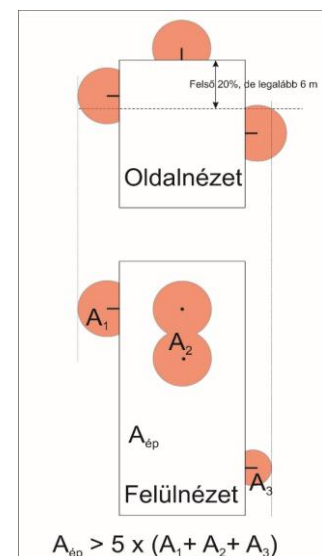 Felső 20%, de legalább 6 m
Oldalnézet
A₁
A₂
Aép
A₃
Felülnézet
Aép > 5 x (A₁+ A₂ + A₃)